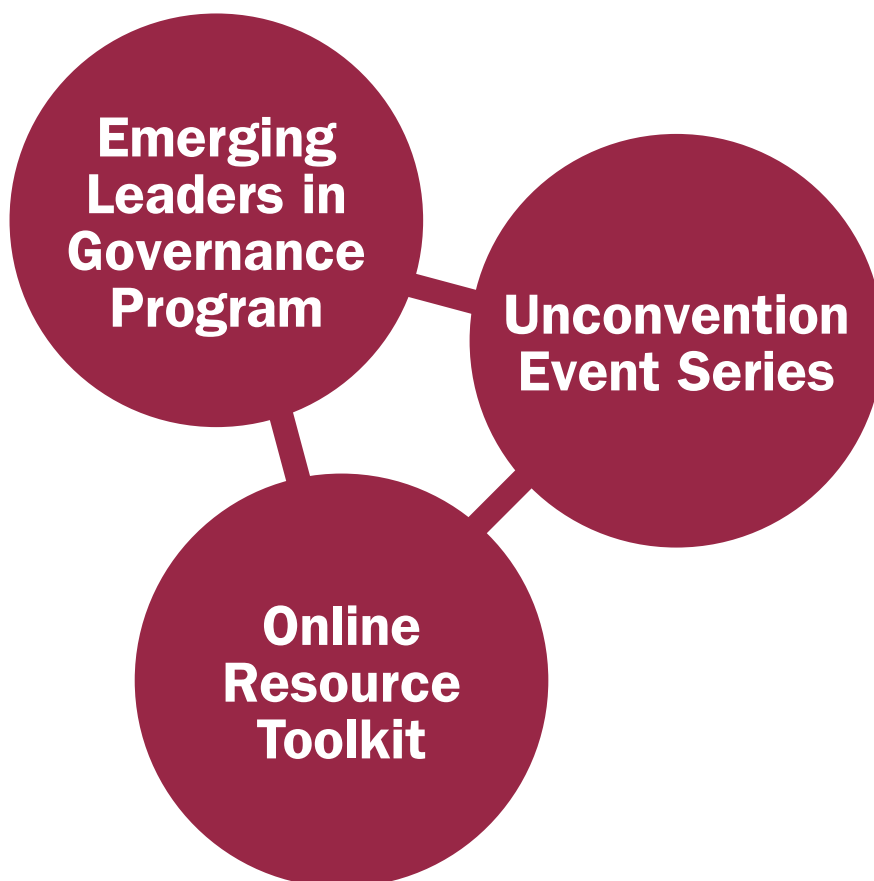 Emerging
Leaders in
Governance
Program
Unconvention
Event Series
Online
Resource
Toolkit